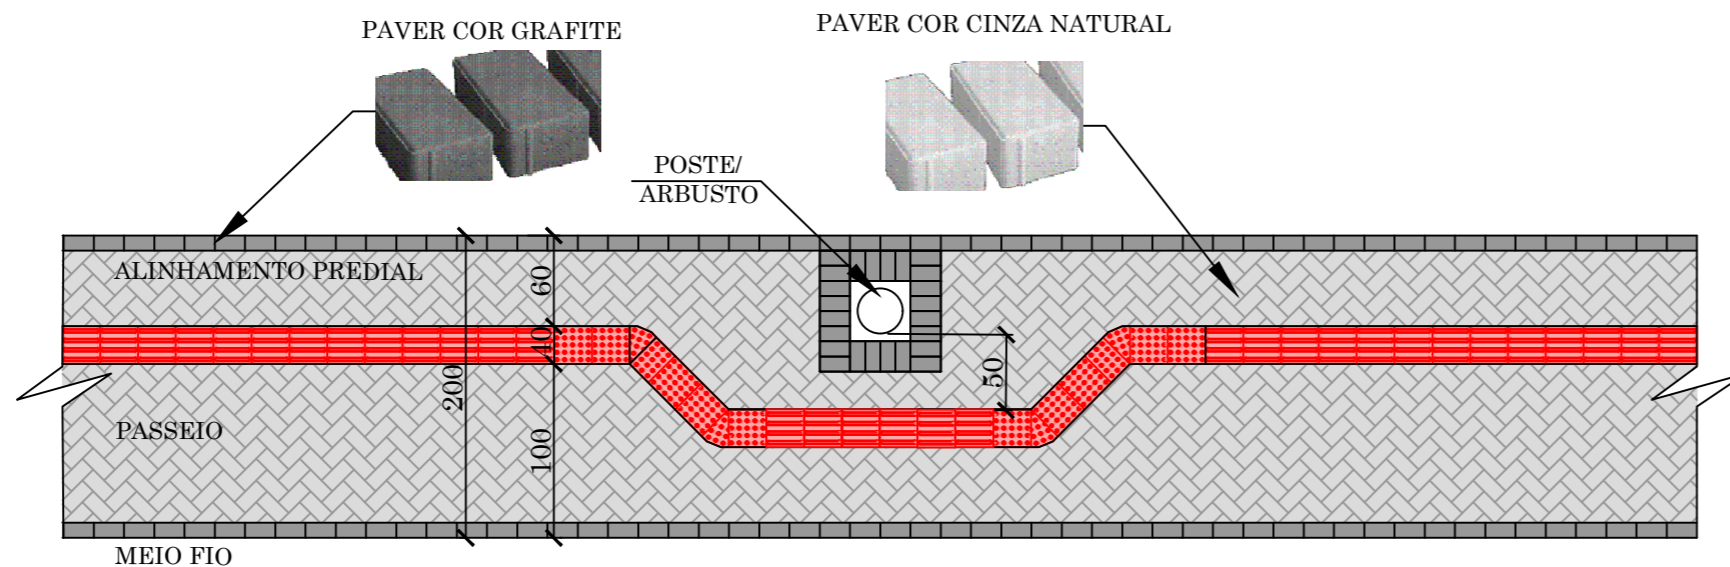 PAVER COR GRAFITE
PAVER COR CINZA NATURAL
POSTE/
ARBUSTO
ALINHAMENTO PREDIAL
60
40
200
50
PASSEIO
100
MEIO FIO